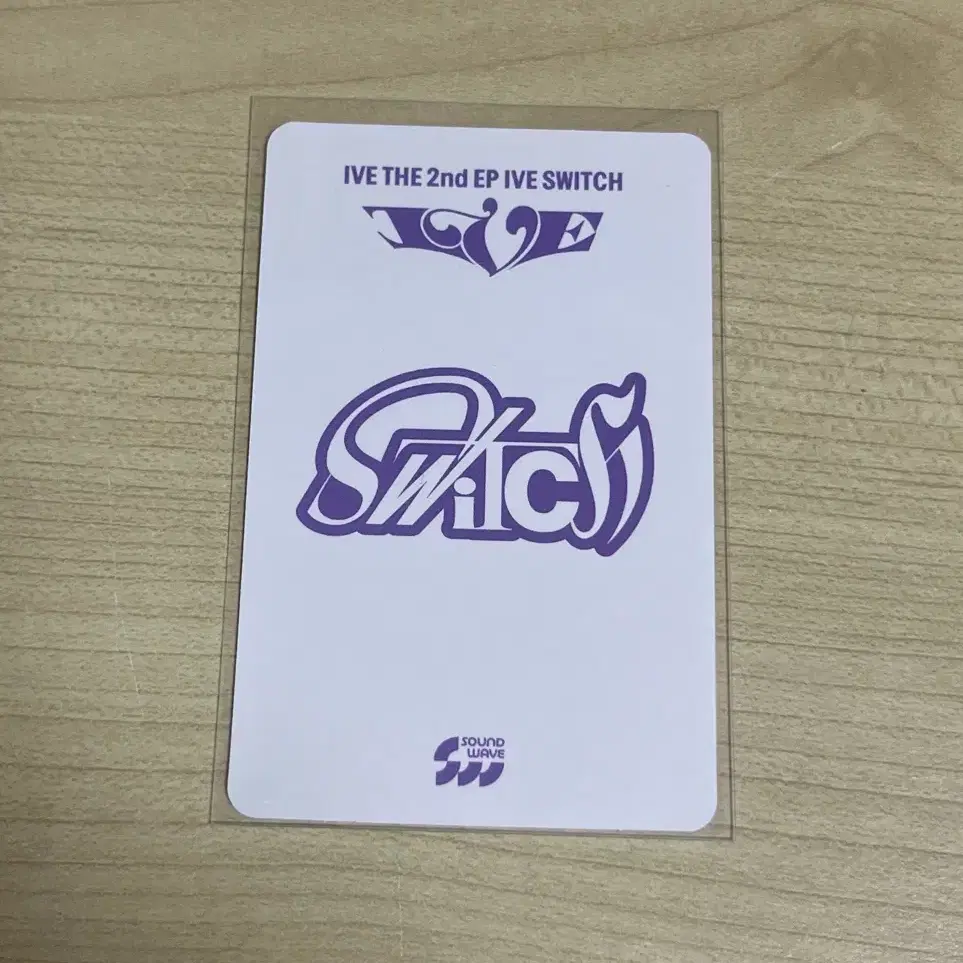 IVE THE 2nd EP IVE SWITCH
IVE
SWITCH
SOUND
WAVE